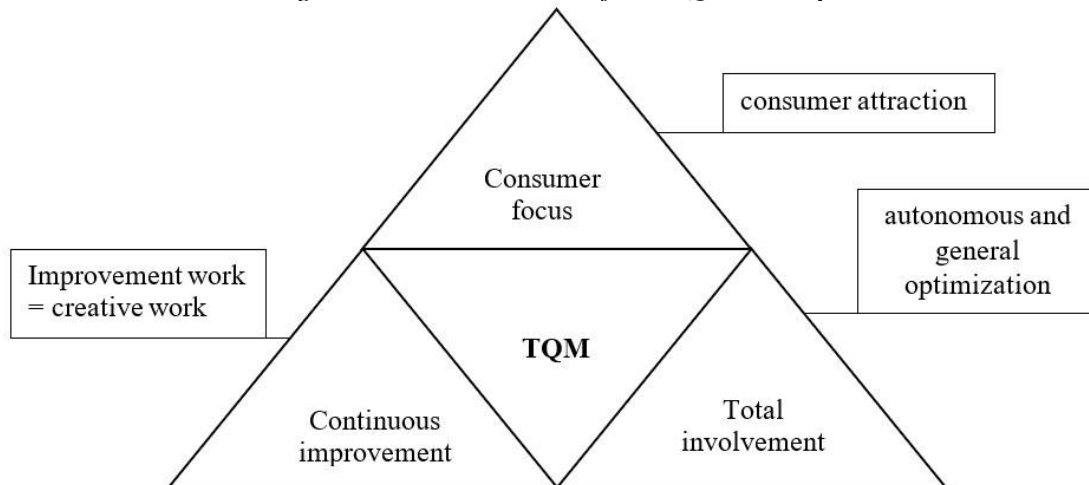 consumer attraction
Consumer
focus
autonomous and
general
optimization
Improvement work
= creative work
TQM
Continuous
improvement
Total
involvement